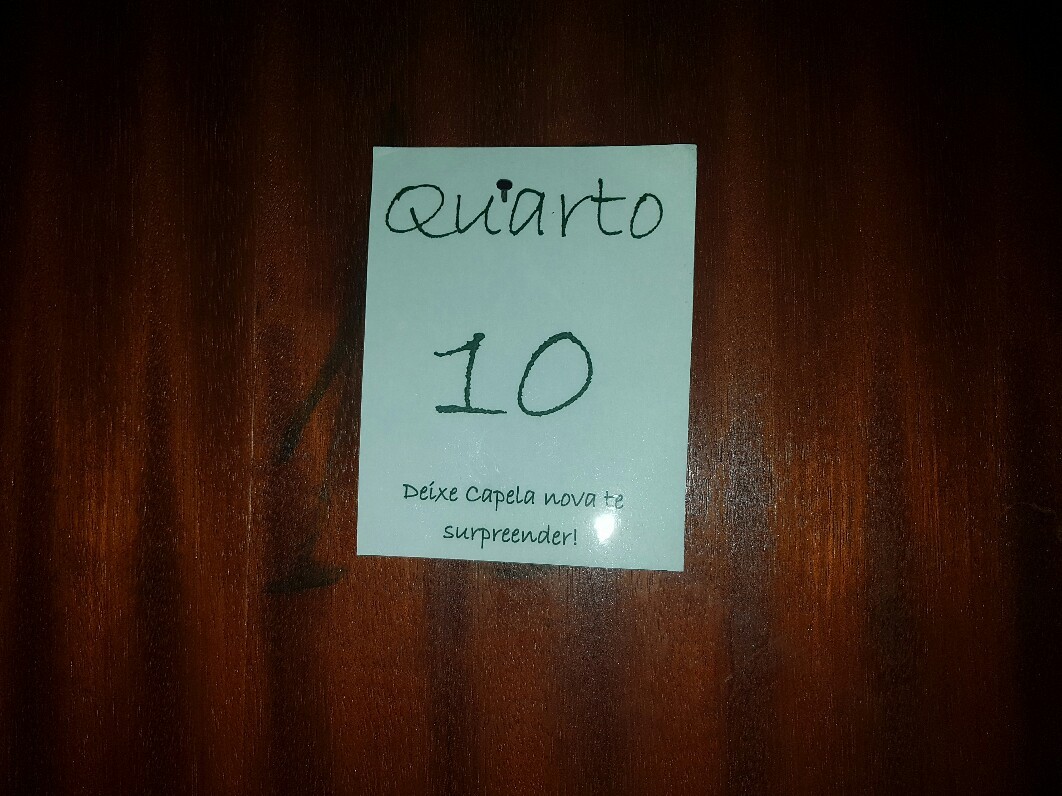 Quarto
10
Deixe Capela nova te
surpreender!